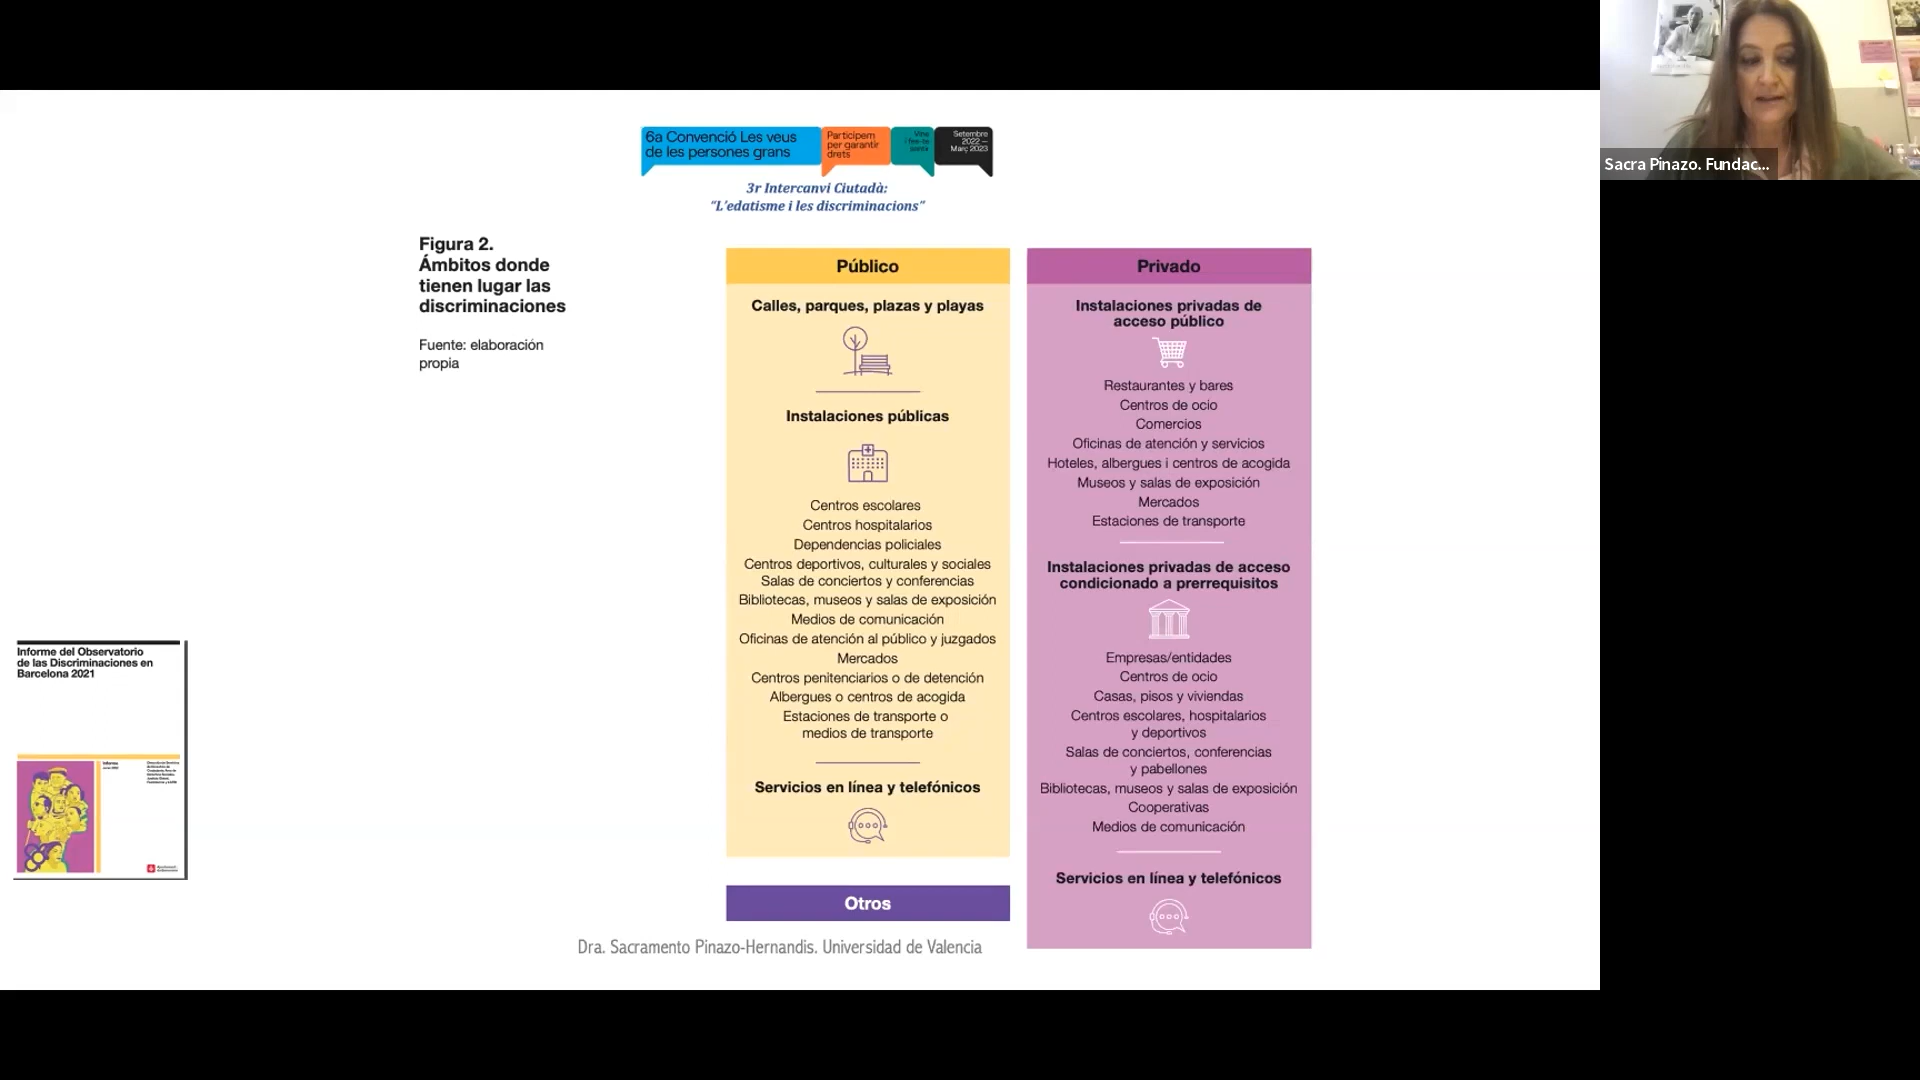 6a Convenció Les veus
de les persones grans
Participem
per garantir
drets
Vine
i fes-te
sentir
Setembre
2022 —
Març 2023
3r Intercanvi Ciutadà:
“L’edatisme i les discriminacions”
Sacra Pinazo. Fundac...
Figura 2.
Ámbitos donde
tienen lugar las
discriminaciones
Fuente: elaboración
propia
Público
Calles, parques, plazas y playas
Instalaciones públicas
Centros escolares
Centros hospitalarios
Dependencias policiales
Centros deportivos, culturales y sociales
Salas de conciertos y conferencias
Bibliotecas, museos y salas de exposición
Medios de comunicación
Oficinas de atención al público y juzgados
Mercados
Centros penitenciarios o de detención
Albergues o centros de acogida
Estaciones de transporte o
medios de transporte
Servicios en línea y telefónicos
Otros
Privado
Instalaciones privadas de
acceso público
Restaurantes y bares
Centros de ocio
Comercios
Oficinas de atención y servicios
Hoteles, albergues i centros de acogida
Museos y salas de exposición
Mercados
Estaciones de transporte
Instalaciones privadas de acceso
condicionado a prerrequisitos
Empresas/entidades
Centros de ocio
Casas, pisos y viviendas
Centros escolares, hospitalarios
y deportivos
Salas de conciertos, conferencias
y pabellones
Bibliotecas, museos y salas de exposición
Cooperativas
Medios de comunicación
Servicios en línea y telefónicos
Informe del Observatorio
de las Discriminaciones en
Barcelona 2021
Dra. Sacramento Pinazo-Hernandis. Universidad de Valencia